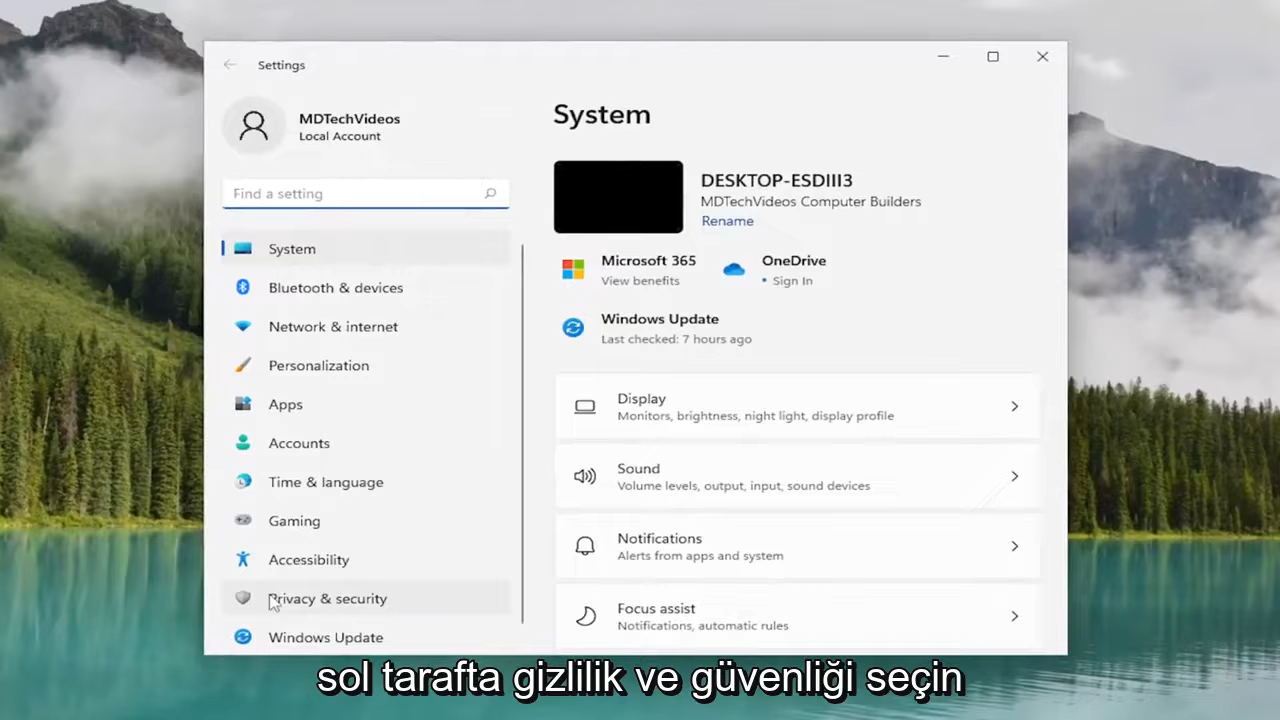 Settings
MDTechVideos
Local Account
Find a setting
System
Bluetooth & devices
Network & internet
Personalization
Apps
Accounts
Time & language
Gaming
Accessibility
Privacy & security
Windows Update
System
DESKTOP-ESDIII3
MDTechVideos Computer Builders
Rename
Microsoft 365
View benefits
OneDrive
• Sign In
Windows Update
Last checked: 7 hours ago
Display
Monitors, brightness, night light, display profile
Sound
Volume levels, output, input, sound devices
Notifications
Alerts from apps and system
Focus assist
Notifications, automatic rules
sol tarafta gizlilik ve güvenliği seçin